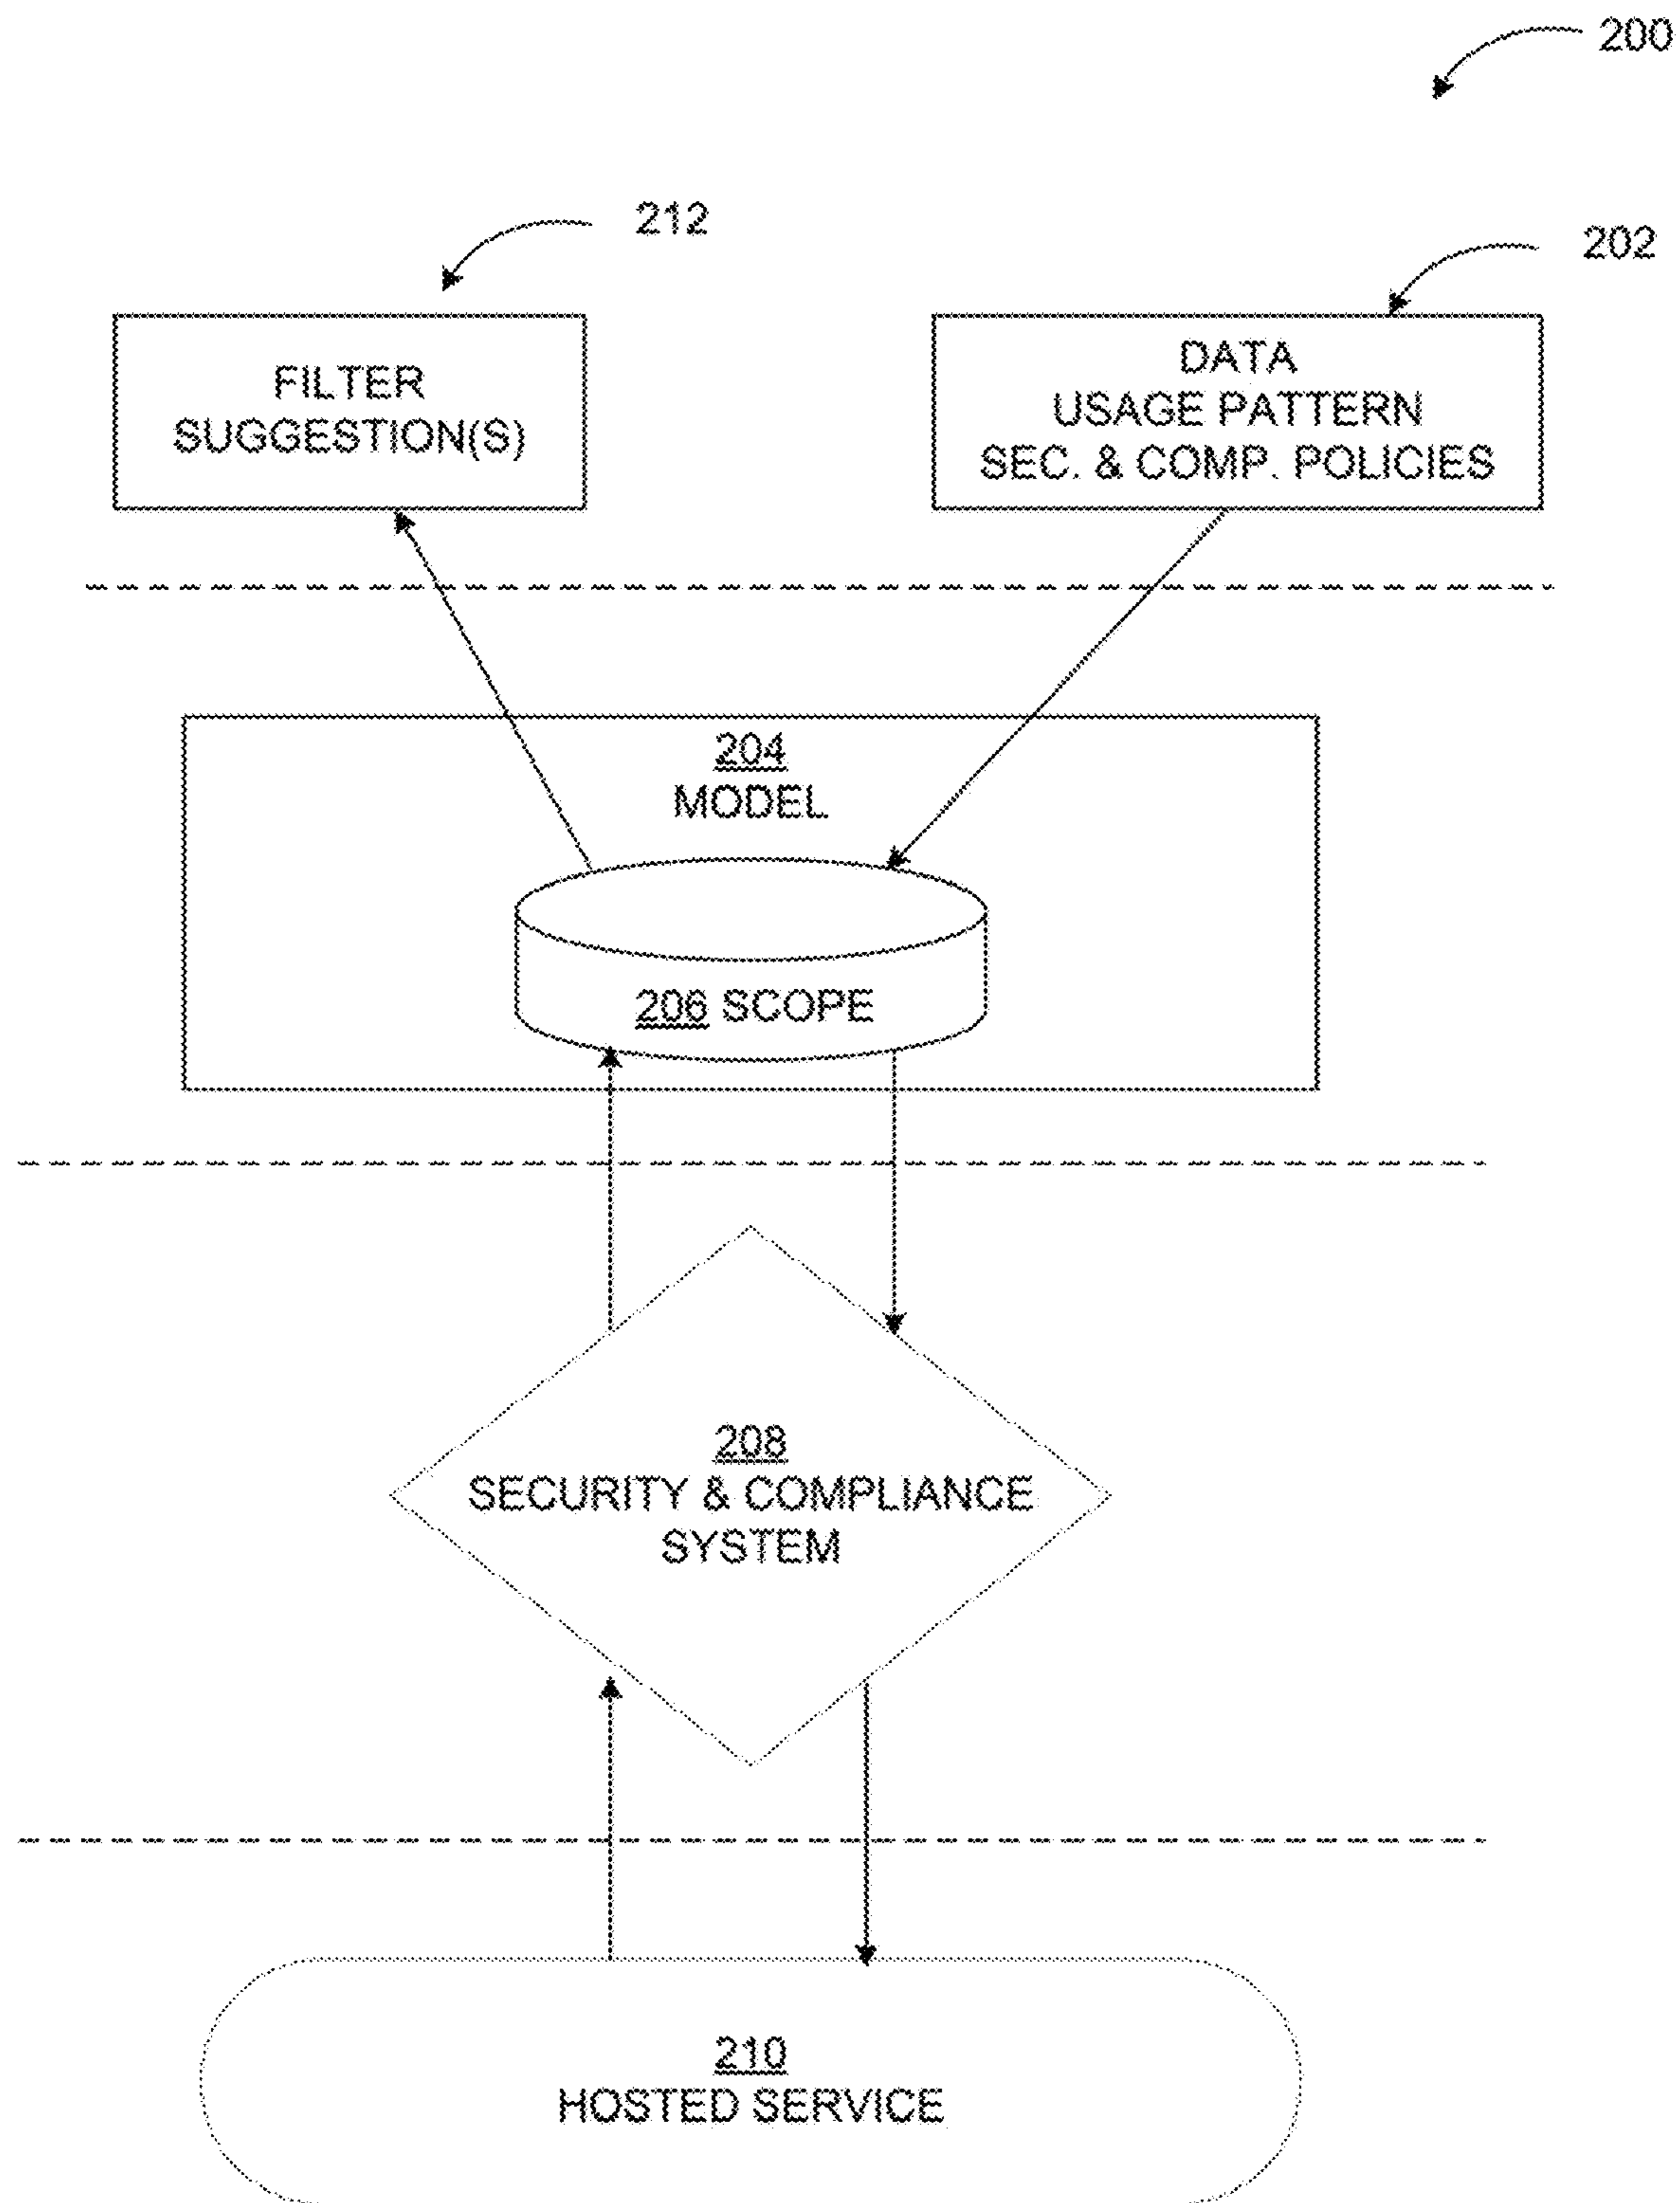 200
212
202
FILTER
SUGGESTION(S)
DATA
USAGE PATTERN
SEC. & COMP. POLICIES
204
MODEL
206 SCOPE
208
SECURITY & COMPLIANCE
SYSTEM
210
HOSTED SERVICE